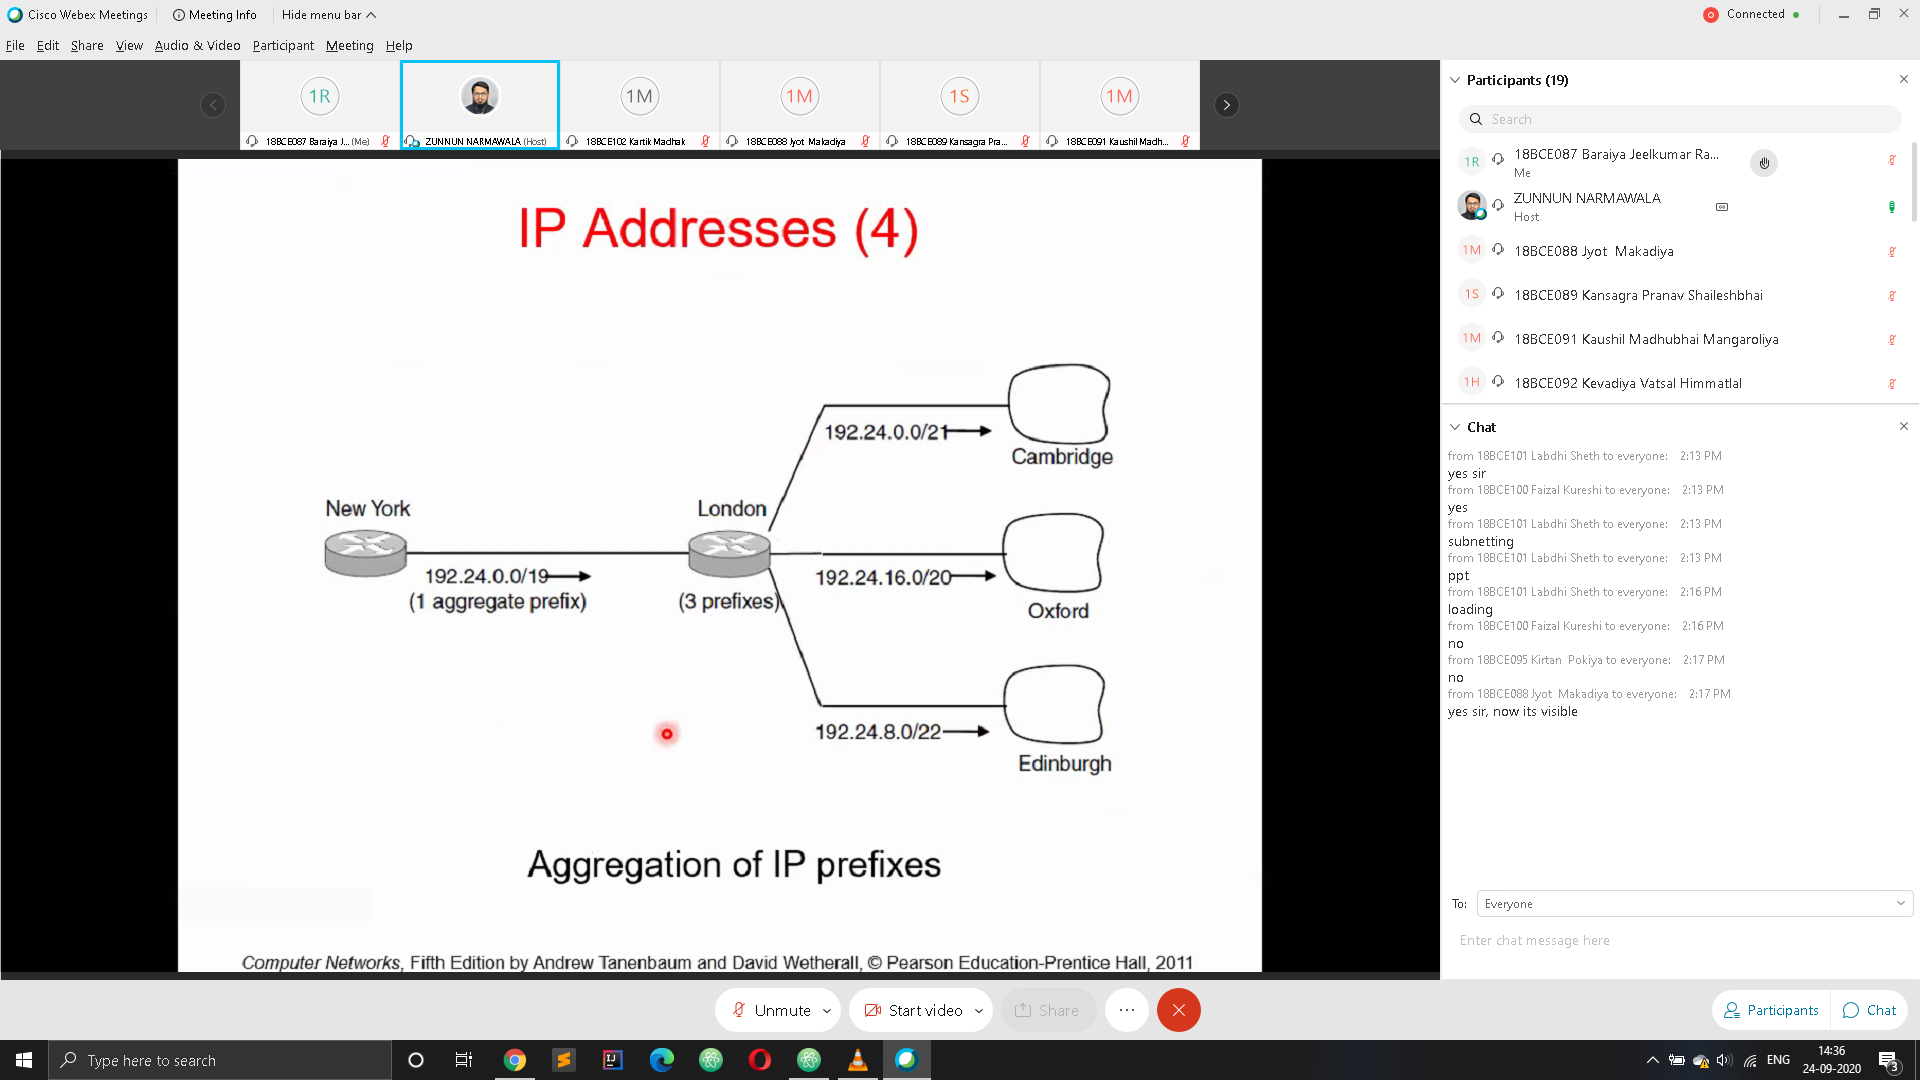 Cisco Webex Meetings
Meeting Info
Hide menu bar
Connected
File Edit Share View Audio & Video Participant Meeting Help
1R
1M
1M
1S
1M
18BCE087 Baraiya J... (Me)
ZUNNUN NARMAWALA (Host)
18BCE102 Kartik Madhak
18BCE088 Jyot Makadiya
18BCE089 Kansagra Pra...
18BCE091 Kaushil Madh...
IP Addresses (4)
192.24.0.0/21
Cambridge
New York
London
192.24.0.0/19
(1 aggregate prefix)
(3 prefixes)
192.24.16.0/20
Oxford
192.24.8.0/22
Edinburgh
Aggregation of IP prefixes
Computer Networks, Fifth Edition by Andrew Tanenbaum and David Wetherall, © Pearson Education-Prentice Hall, 2011
Participants (19)
Search
1R
18BCE087 Baraiya Jeelkumar Ra...
Me
ZUNNUN NARMAWALA
Host
1M
18BCE088 Jyot Makadiya
1S
18BCE089 Kansagra Pranav Shaileshbhai
1M
18BCE091 Kaushil Madhubhai Mangaroliya
1H
18BCE092 Kevadiya Vatsal Himmatlal
Chat
from 18BCE101 Labdhi Sheth to everyone: 2:13 PM
yes sir
from 18BCE100 Faizal Kureshi to everyone: 2:13 PM
yes
from 18BCE101 Labdhi Sheth to everyone: 2:13 PM
subnetting
from 18BCE101 Labdhi Sheth to everyone: 2:13 PM
ppt
from 18BCE101 Labdhi Sheth to everyone: 2:16 PM
loading
from 18BCE100 Faizal Kureshi to everyone: 2:16 PM
no
from 18BCE095 Kirtan Pokiya to everyone: 2:17 PM
no
from 18BCE088 Jyot Makadiya to everyone: 2:17 PM
yes sir, now its visible
To: Everyone
Enter chat message here
Unmute
Start video
Share
Participants
Chat
Type here to search
ENG
14:36
24-09-2020
3